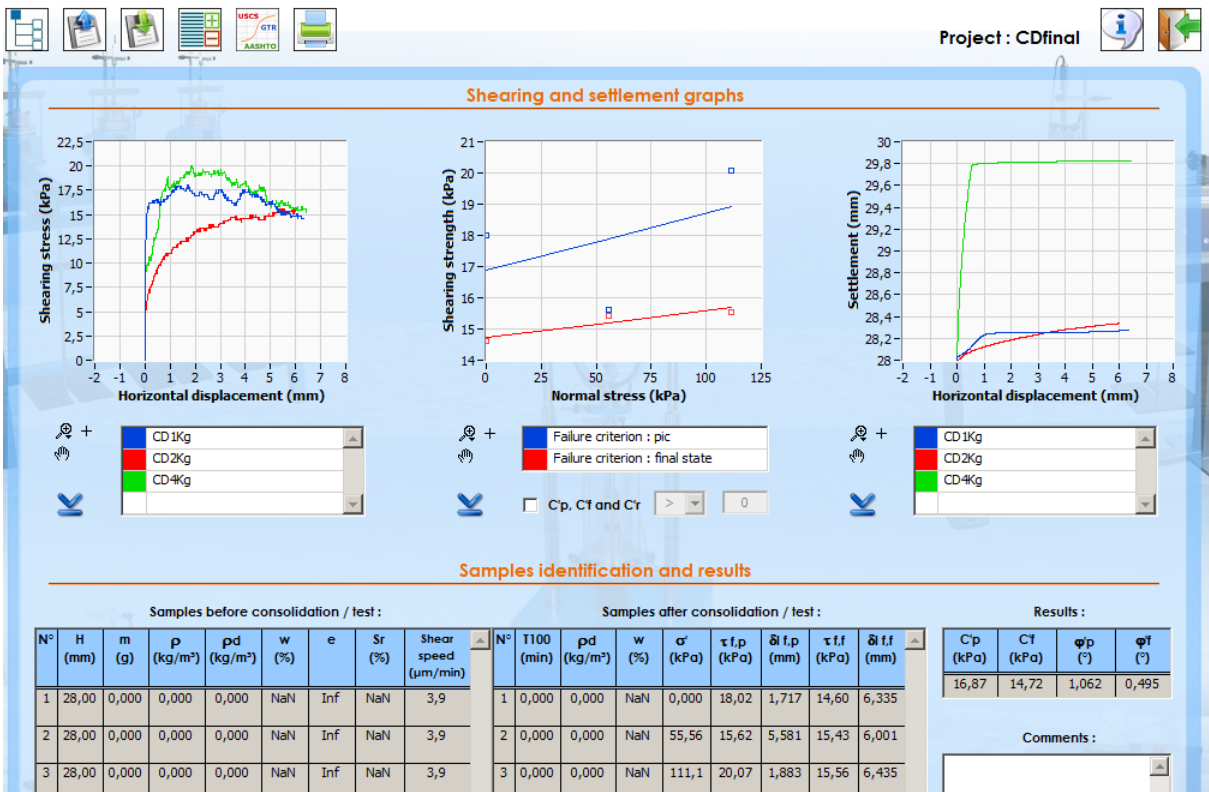 USCS
GTR
AASHTO
Project : CDfinal
Shearing and settlement graphs
Shearing stress (kPa)
22,5
20
17,5
15
12,5
10
7,5
5
2,5
0
-2 -1 0 1 2 3 4 5 6 7 8
Horizontal displacement (mm)
Shearing strength (kPa)
21
20
19
18
17
16
15
14
0 25 50 75 100 125
Normal stress (kPa)
Settlement (mm)
30
29,8
29,6
29,4
29,2
29
28,8
28,6
28,4
28,2
28
-2 -1 0 1 2 3 4 5 6 7 8
Horizontal displacement (mm)
CD1Kg
CD2Kg
CD4Kg
Failure criterion : pic
Failure criterion : final state
C'p, C'f and C'r > 0
CD1Kg
CD2Kg
CD4Kg
Samples identification and results
Samples before consolidation / test :
N° H (mm) m (g) ρ (kg/m³) ρd (kg/m³) w (%) e Sr (%) Shear speed (µm/min)
1 28,00 0,000 0,000 0,000 NaN Inf NaN 3,9
2 28,00 0,000 0,000 0,000 NaN Inf NaN 3,9
3 28,00 0,000 0,000 0,000 NaN Inf NaN 3,9
Samples after consolidation / test :
N° T100 (min) ρd (kg/m³) w (%) σ' (kPa) τ f,p (kPa) δl f,p (mm) τ f,f (kPa) δl f,f (mm)
1 0,000 0,000 NaN 0,000 18,02 1,717 14,60 6,335
2 0,000 0,000 NaN 55,56 15,62 5,581 15,43 6,001
3 0,000 0,000 NaN 111,1 20,07 1,883 15,56 6,435
Results :
C'p (kPa) C'f (kPa) φ'p (°) φ'f (°)
16,87 14,72 1,062 0,495
Comments :